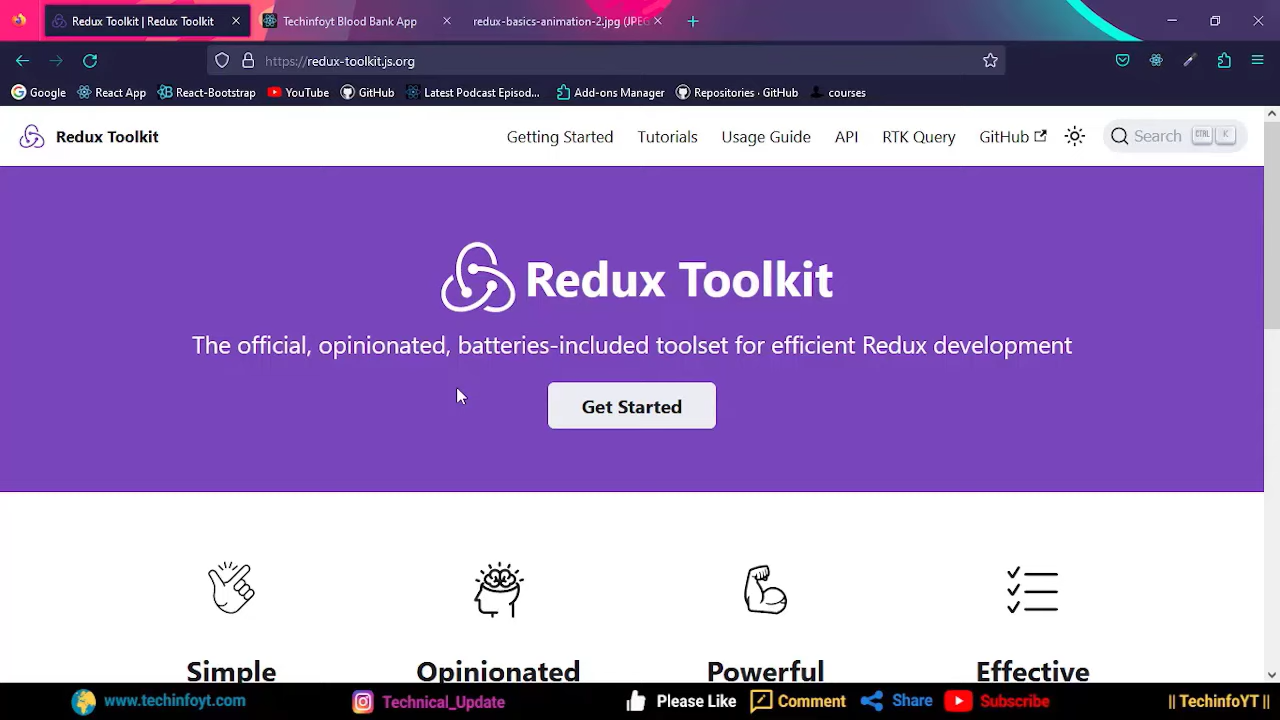 Redux Toolkit | Redux Toolkit
Techinfoyt Blood Bank App
redux-basics-animation-2.jpg (JPEG
https://redux-toolkit.js.org
Google
React App
React-Bootstrap
YouTube
GitHub
Latest Podcast Episod...
Add-ons Manager
Repositories · GitHub
courses
Redux Toolkit
Getting Started
Tutorials
Usage Guide
API
RTK Query
GitHub
Search
CTRL
K
Redux Toolkit
The official, opinionated, batteries-included toolset for efficient Redux development
Get Started
Simple
Opinionated
Powerful
Effective
www.techinfoyt.com
Technical_Update
Please Like
Comment
Share
Subscribe
|| TechinfoYT ||